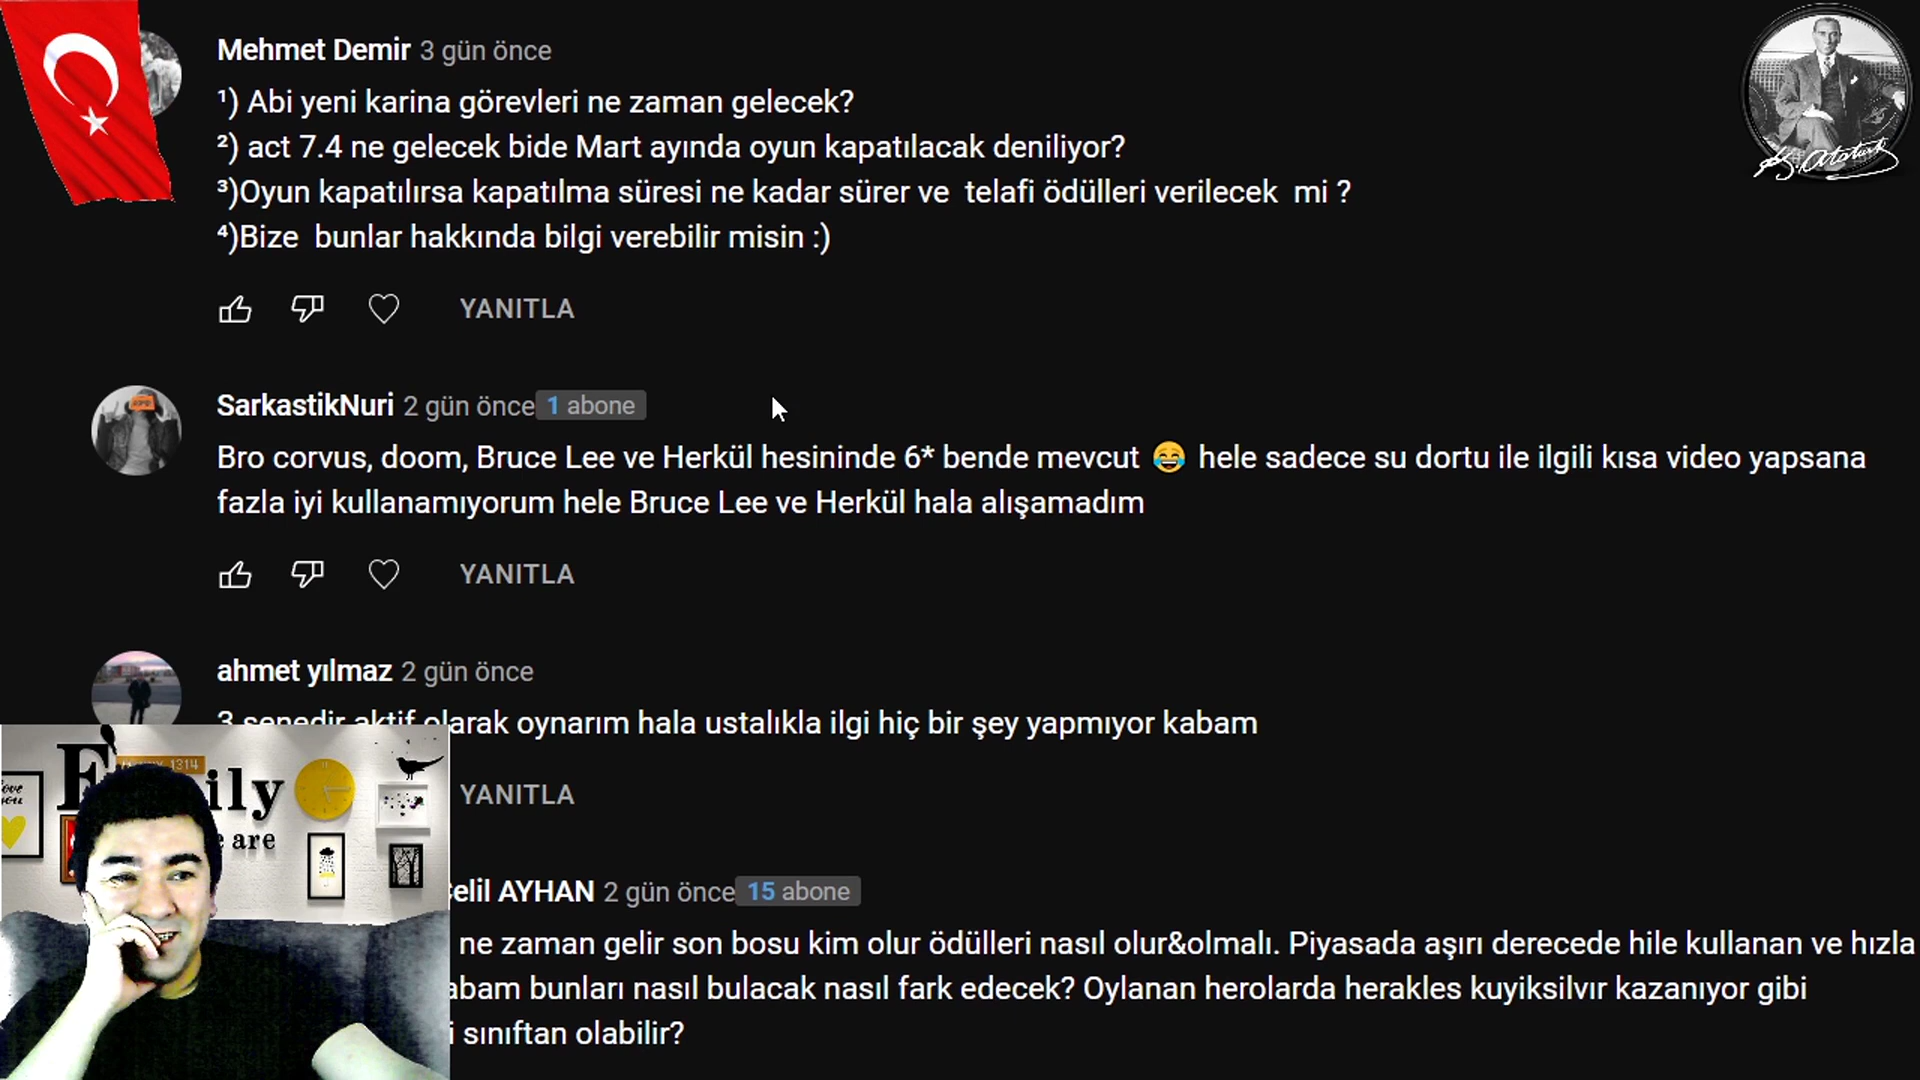 Mehmet Demir 3 gün önce
¹) Abi yeni karina görevleri ne zaman gelecek?
²) act 7.4 ne gelecek bide Mart ayında oyun kapatılacak deniliyor?
³)Oyun kapatılırsa kapatılma süresi ne kadar sürer ve  telafi ödülleri verilecek  mi ?
⁴)Bize  bunlar hakkında bilgi verebilir misin :)
YANITLA
K. Atatürk
SarkastikNuri 2 gün önce 1 abone
Bro corvus, doom, Bruce Lee ve Herkül hesininde 6* bende mevcut 😂 hele sadece su dortu ile ilgili kısa video yapsana
fazla iyi kullanamıyorum hele Bruce Lee ve Herkül hala alışamadım
YANITLA
ahmet yılmaz 2 gün önce
3 senedir aktif olarak oynarım hala ustalıkla ilgi hiç bir şey yapmıyor kabam
YANITLA
elil AYHAN 2 gün önce 15 abone
ne zaman gelir son bosu kim olur ödülleri nasıl olur&olmalı. Piyasada aşırı derecede hile kullanan ve hızla
abam bunları nasıl bulacak nasıl fark edecek? Oylanan herolarda herakles kuyiksilvır kazanıyor gibi
i sınıftan olabilir?
1314
ily
are